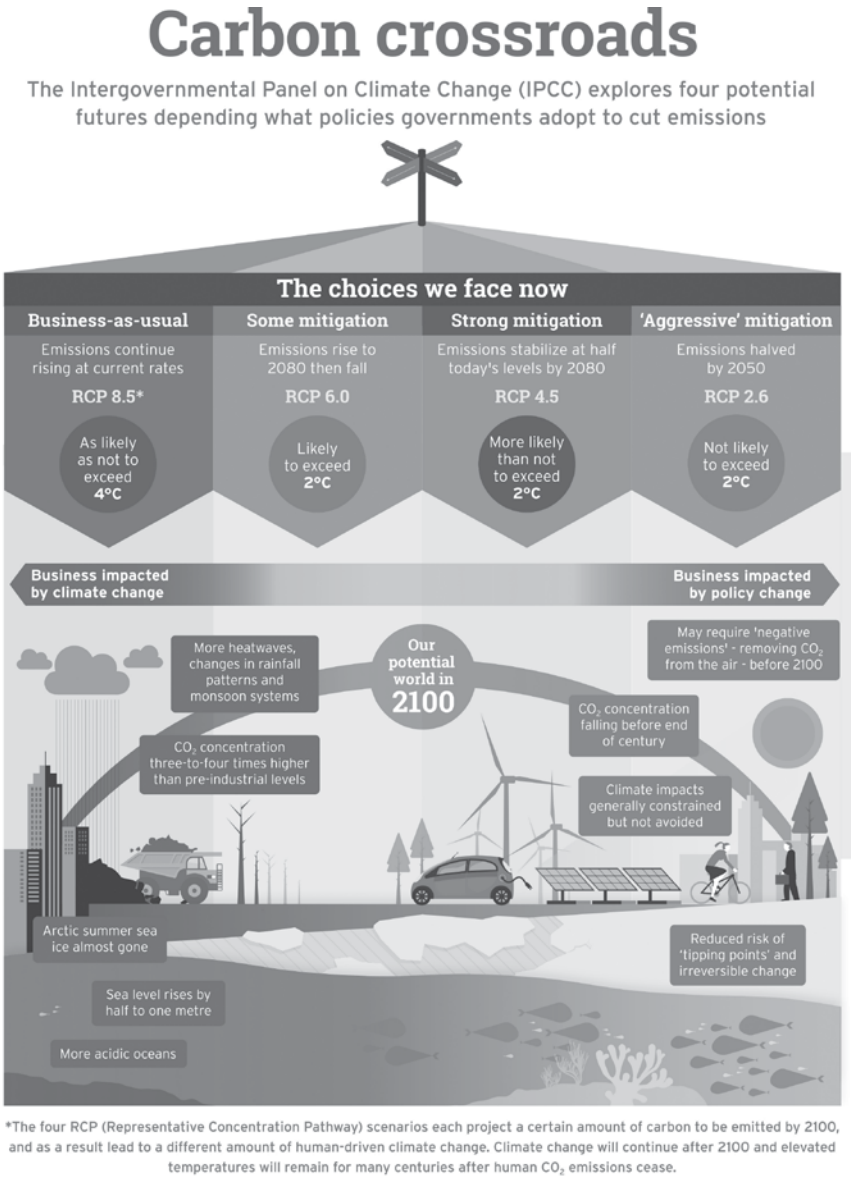 Carbon crossroads
The Intergovernmental Panel on Climate Change (IPCC) explores four potential
futures depending what policies governments adopt to cut emissions
The choices we face now
Business-as-usual
Emissions continue
rising at current rates
RCP 8.5*
As likely
as not to
exceed
4°C
Some mitigation
Emissions rise to
2080 then fall
RCP 6.0
Likely
to exceed
2°C
Strong mitigation
Emissions stabilize at half
today's levels by 2080
RCP 4.5
More likely
than not
to exceed
2°C
'Aggressive' mitigation
Emissions halved
by 2050
RCP 2.6
Not likely
to exceed
2°C
Business impacted
by climate change
Business impacted
by policy change
Our
potential
world in
2100
More heatwaves,
changes in rainfall
patterns and
monsoon systems
CO₂ concentration
three-to-four times higher
than pre-industrial levels
May require 'negative
emissions' - removing CO₂
from the air - before 2100
CO₂ concentration
falling before end
of century
Climate impacts
generally constrained
but not avoided
Arctic summer sea
ice almost gone
Sea level rises by
half to one metre
More acidic oceans
Reduced risk of
'tipping points' and
irreversible change
*The four RCP (Representative Concentration Pathway) scenarios each project a certain amount of carbon to be emitted by 2100,
and as a result lead to a different amount of human-driven climate change. Climate change will continue after 2100 and elevated
temperatures will remain for many centuries after human CO₂ emissions cease.